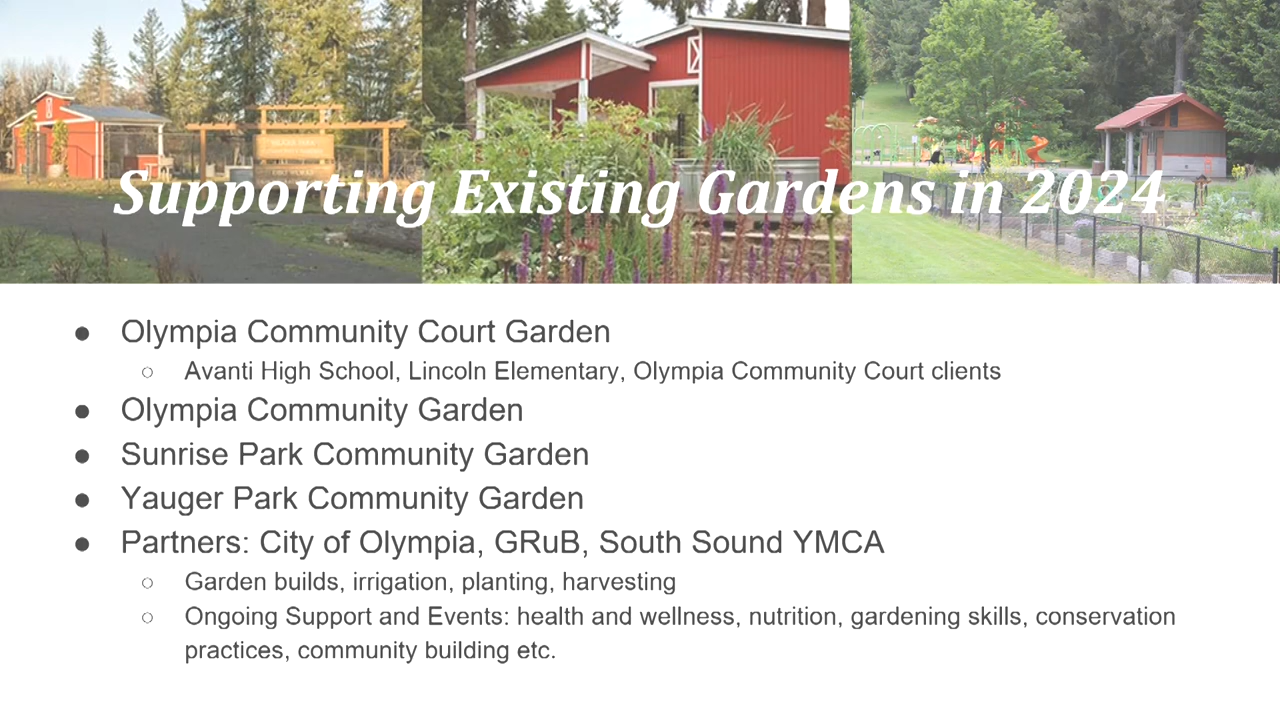 Supporting Existing Gardens in 2024
● Olympia Community Court Garden
○ Avanti High School, Lincoln Elementary, Olympia Community Court clients
● Olympia Community Garden
● Sunrise Park Community Garden
● Yauger Park Community Garden
● Partners: City of Olympia, GRuB, South Sound YMCA
○ Garden builds, irrigation, planting, harvesting
○ Ongoing Support and Events: health and wellness, nutrition, gardening skills, conservation
practices, community building etc.